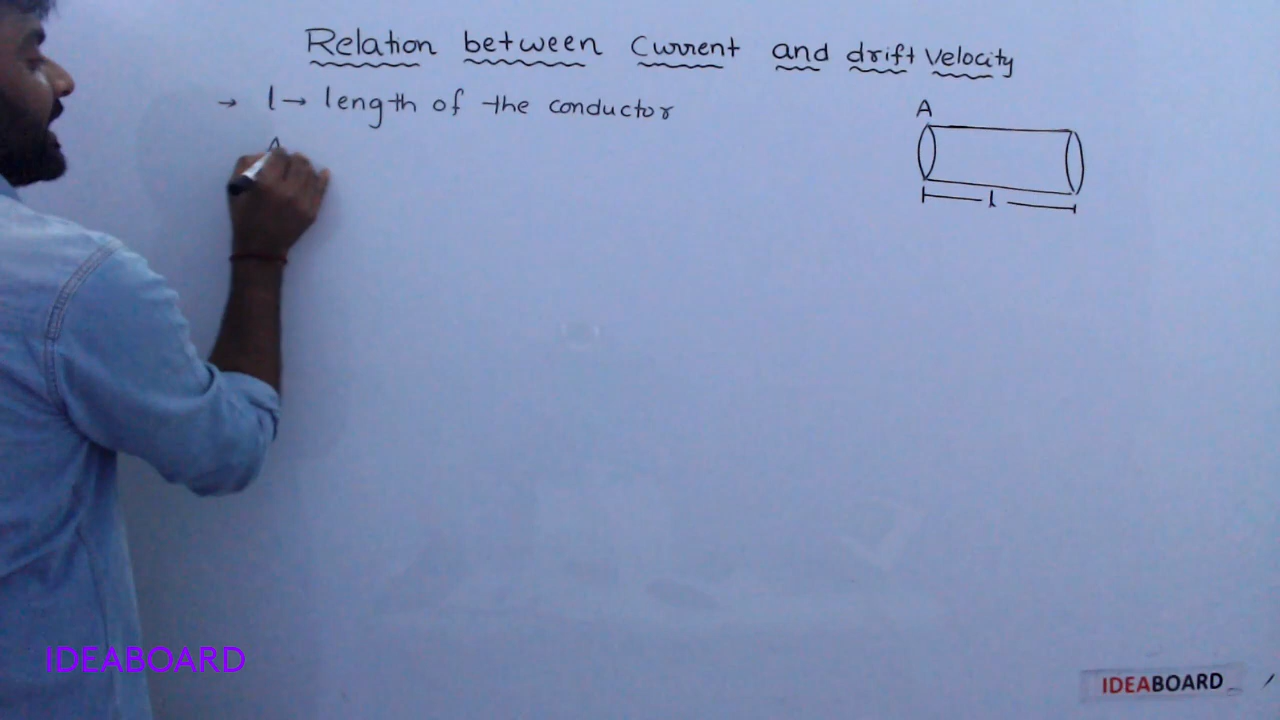 Relation between Current and drift velocity
→ l → length of the conductor
A
A
l
IDEABOARD
IDEABOARD